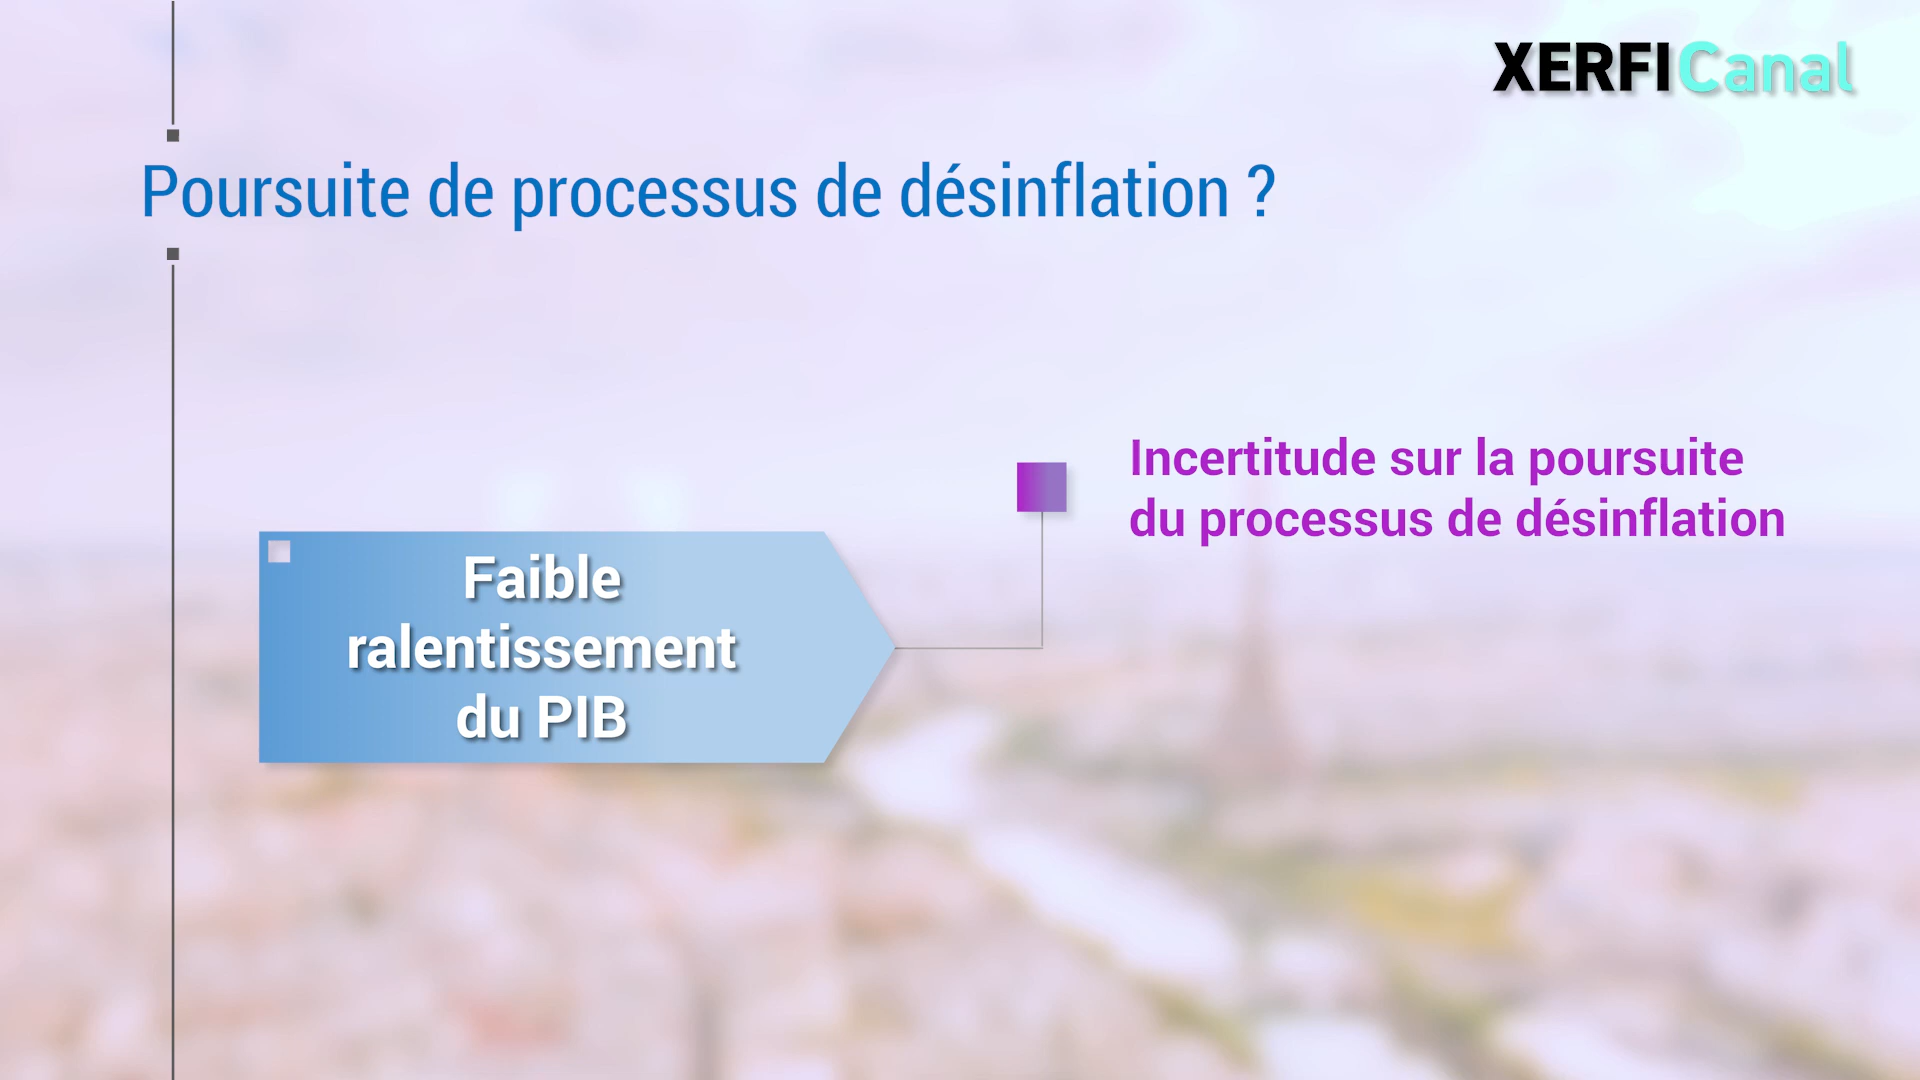 XERFI Canal
Poursuite de processus de désinflation ?
Incertitude sur la poursuite
du processus de désinflation
Faible
ralentissement
du PIB